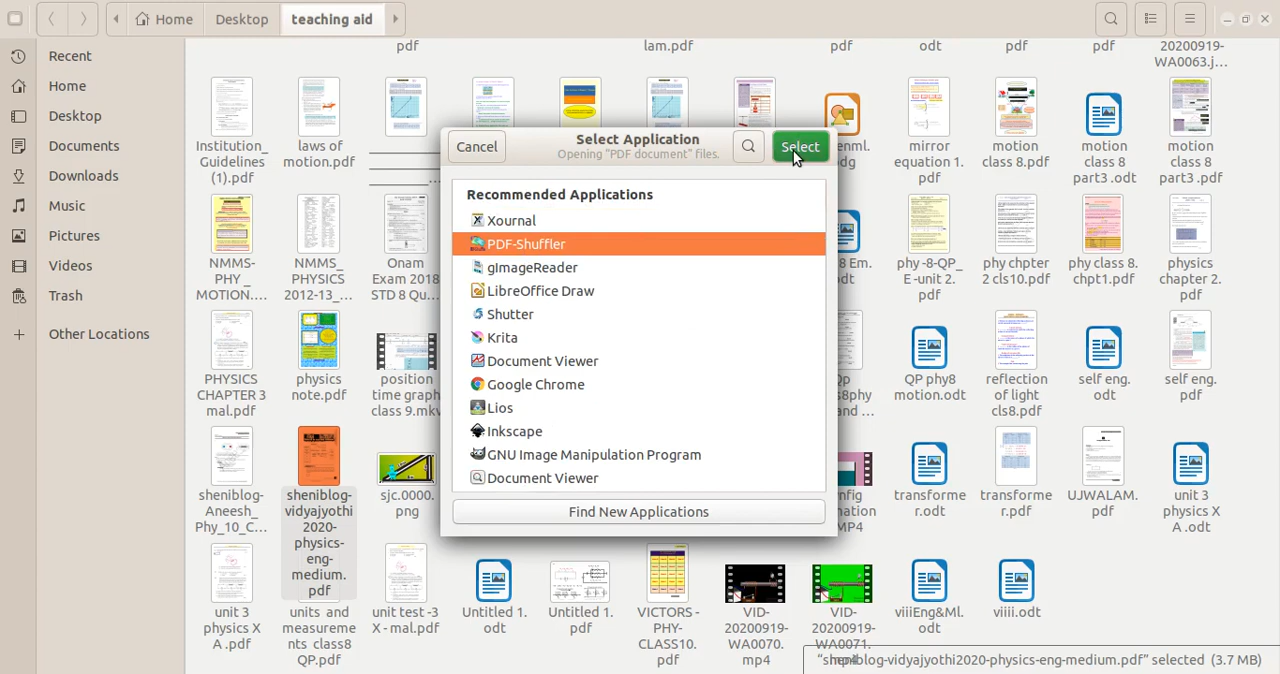 Home
Desktop
teaching aid
Recent
Home
Desktop
Documents
Downloads
Music
Pictures
Videos
Trash
Other Locations
pdf
lam.pdf
pdf
odt
pdf
pdf
20200919-
WA0063.j...
Institution_
Guidelines
(1).pdf
laws of
motion.pdf
mirror
equation 1.
pdf
motion
class 8.pdf
motion
class 8
part3 .odt
motion
class 8
part3 .pdf
NMMS-
PHY _
MOTION....
NMMS_
PHYSICS
2012-13_...
Onam
Exam 2018
STD 8 Qu...
8 Em.
phy -8-QP_
E -unit 2.
pdf
phy chpter
2 cls10.pdf
phy class 8.
chpt1.pdf
physics
chapter 2.
pdf
PHYSICS
CHAPTER 3
mal.pdf
physics
note.pdf
position
time graph
class 9.mkv
QP phy8
motion.odt
reflection
of light
cls8.pdf
self eng.
odt
self eng.
pdf
sheniblog-
Aneesh_
Phy_10_C...
sheniblog-
vidyajyothi
2020-
physics-
eng-
medium.
pdf
sjc.0000.
png
transforme
r.odt
transforme
r.pdf
UJWALAM.
pdf
unit 3
physics X
A .odt
unit 3
physics X
A .pdf
units and
measureme
nts class8
QP.pdf
unit test -3
X - mal.pdf
Untitled 1.
odt
Untitled 1.
pdf
VICTORS -
PHY-
CLASS10.
pdf
VID-
20200919-
WA0070.
mp4
VID-
20200919-
WA0071.
mp4
viiiEng&Ml.
odt
viiii.odt
Cancel
Select Application
Opening "PDF document" files.
Select
Recommended Applications
Xournal
PDF-Shuffler
gImageReader
LibreOffice Draw
Shutter
Krita
Document Viewer
Google Chrome
Lios
Inkscape
GNU Image Manipulation Program
Document Viewer
Find New Applications
"sheniblog-vidyajyothi2020-physics-eng-medium.pdf" selected (3.7 MB)